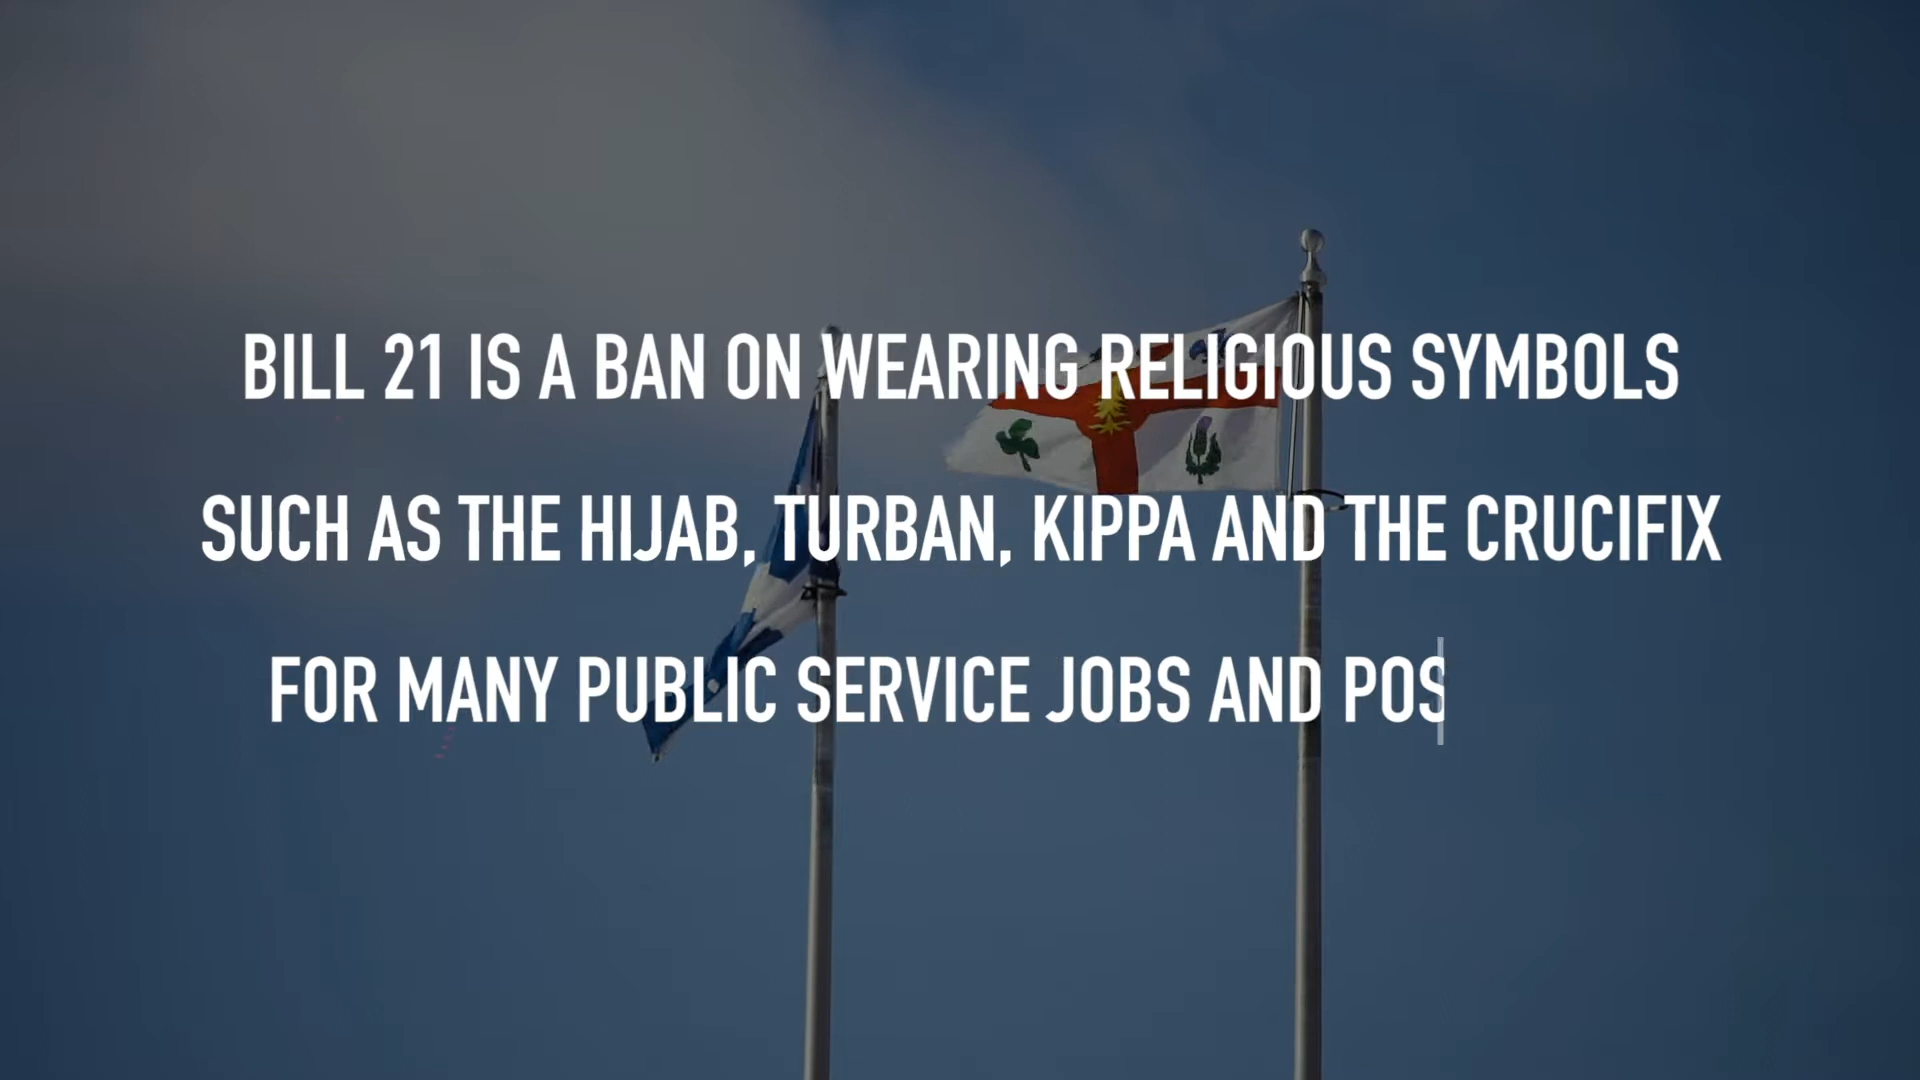 BILL 21 IS A BAN ON WEARING RELIGIOUS SYMBOLS
SUCH AS THE HIJAB, TURBAN, KIPPA AND THE CRUCIFIX
FOR MANY PUBLIC SERVICE JOBS AND POS